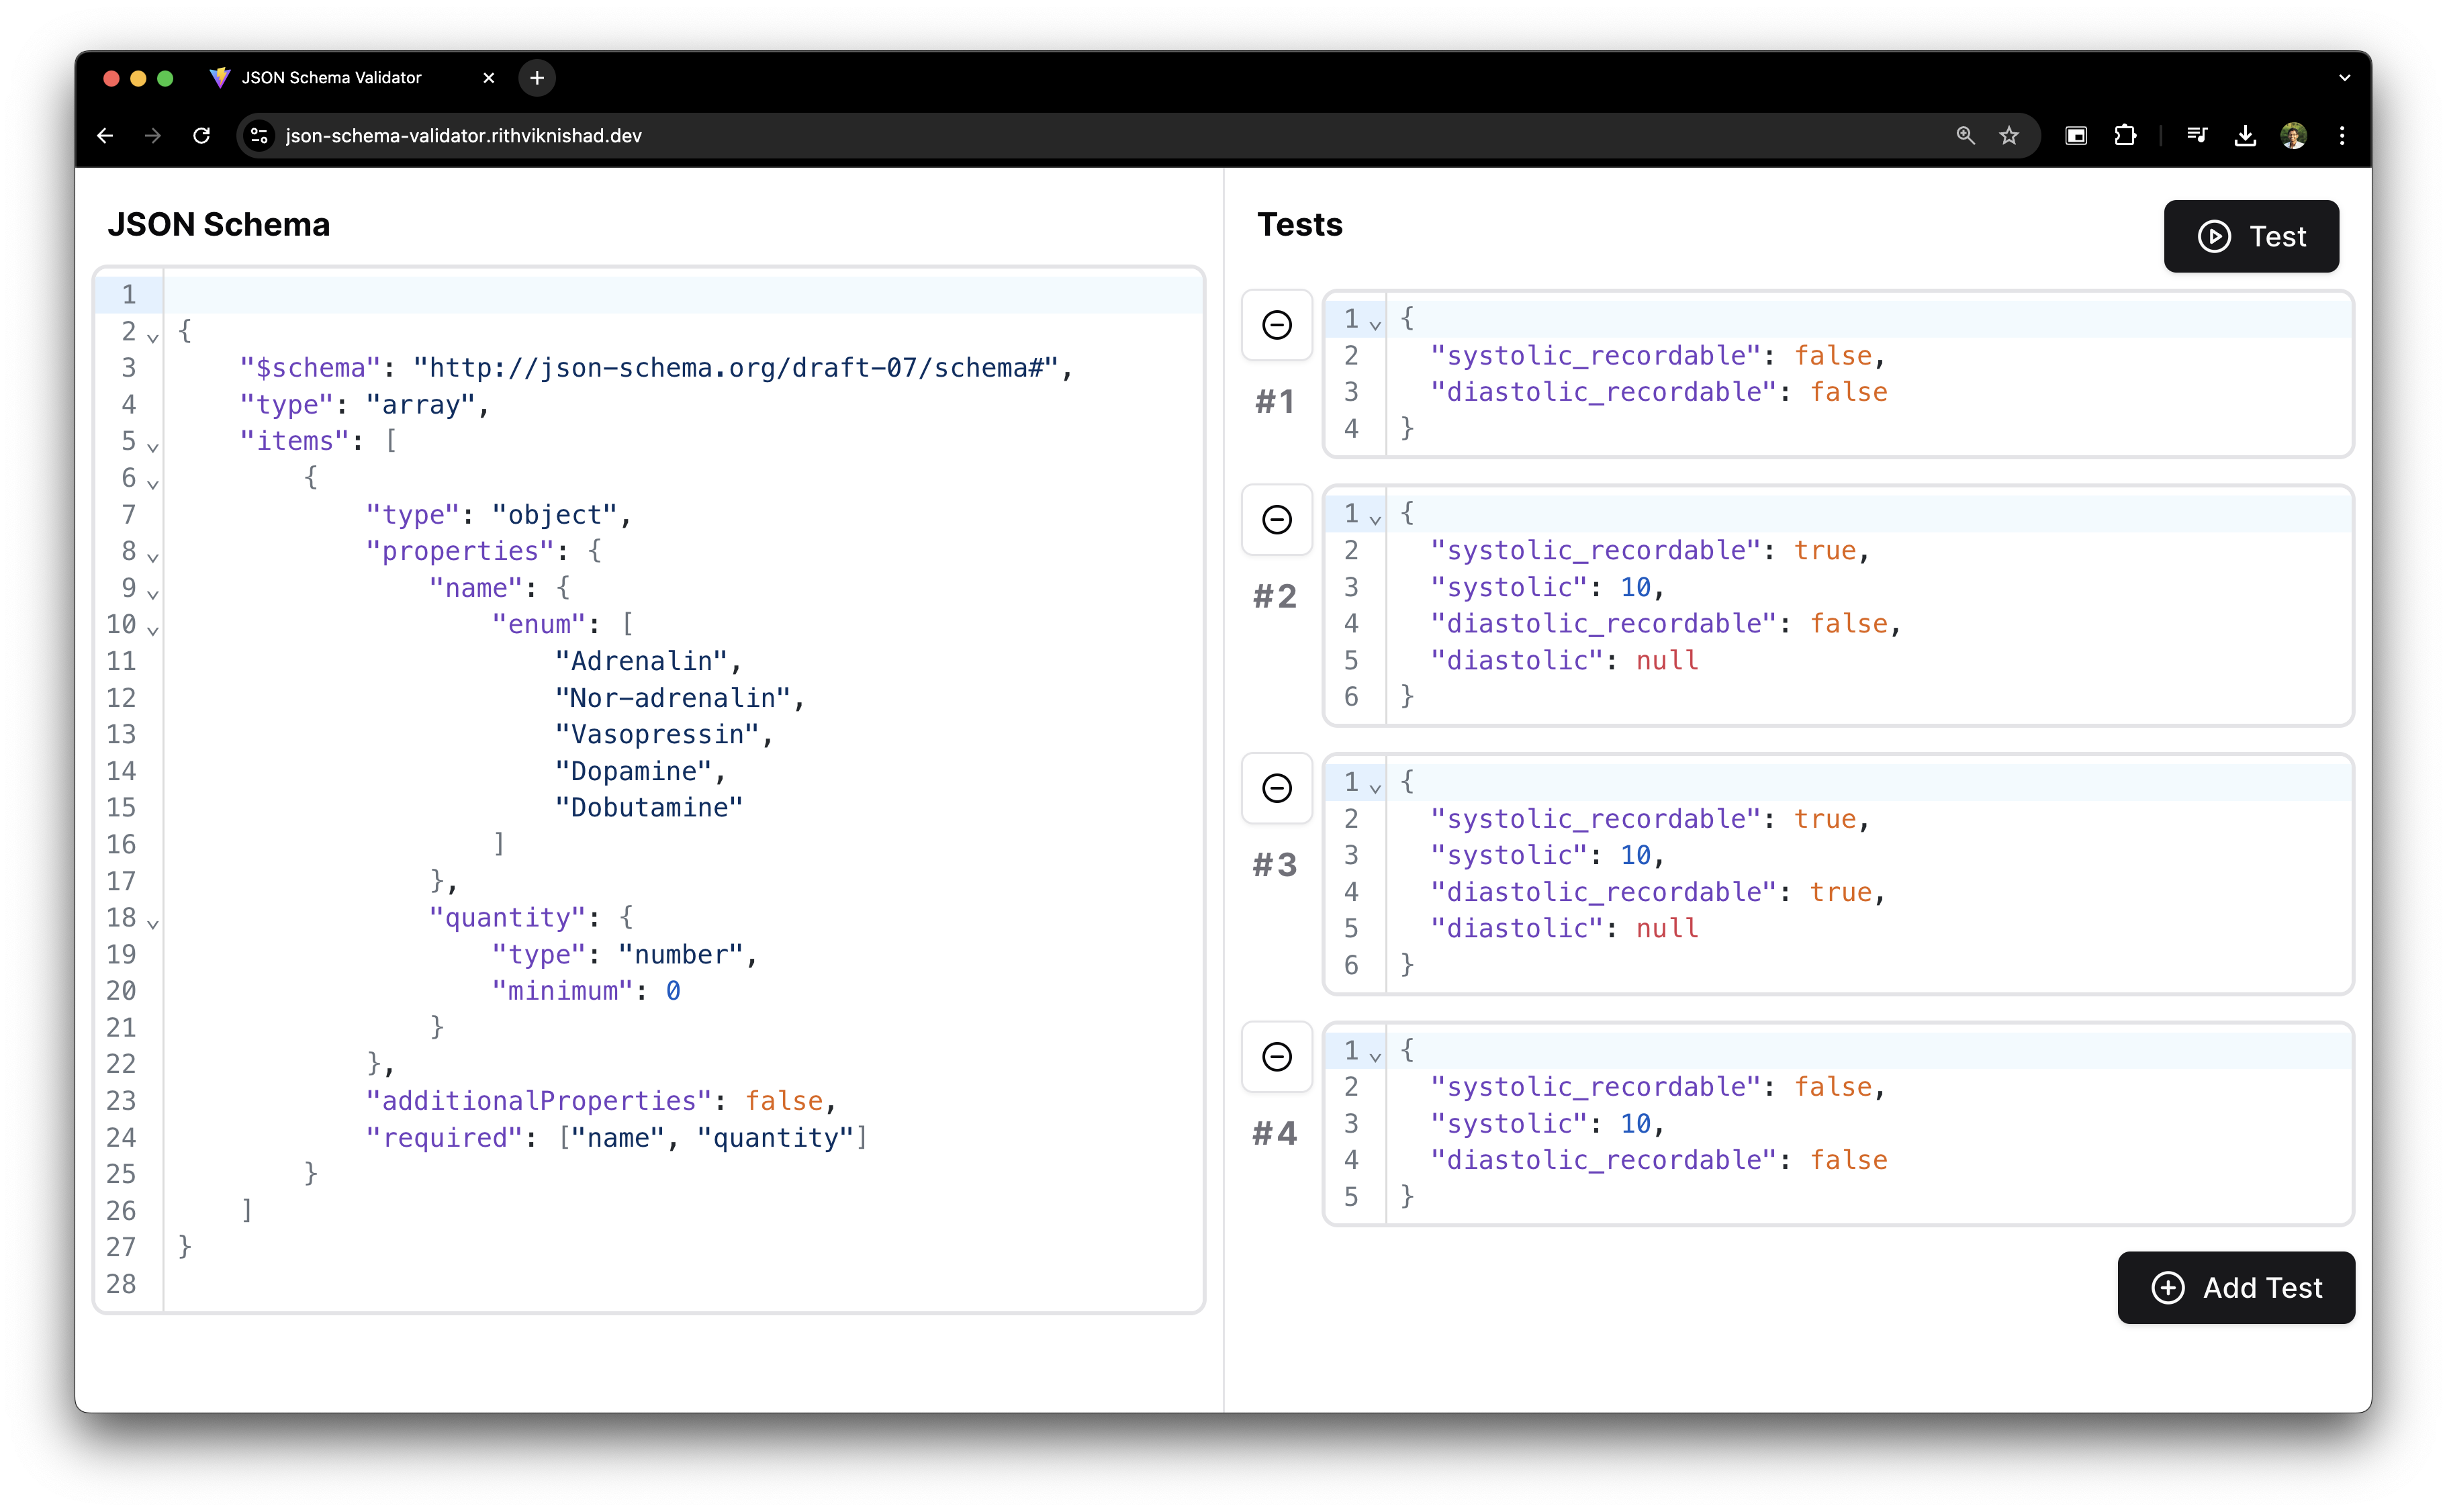 JSON Schema Validator
json-schema-validator.rithviknishad.dev
JSON Schema
1
2 {
3     "$schema": "http://json-schema.org/draft-07/schema#",
4     "type": "array",
5     "items": [
6         {
7             "type": "object",
8             "properties": {
9                 "name": {
10                     "enum": [
11                         "Adrenalin",
12                         "Nor-adrenalin",
13                         "Vasopressin",
14                         "Dopamine",
15                         "Dobutamine"
16                     ]
17                 },
18                 "quantity": {
19                     "type": "number",
20                     "minimum": 0
21                 }
22             },
23             "additionalProperties": false,
24             "required": ["name", "quantity"]
25         }
26     ]
27 }
28
Tests
Test
#1
1 {
2   "systolic_recordable": false,
3   "diastolic_recordable": false
4 }
#2
1 {
2   "systolic_recordable": true,
3   "systolic": 10,
4   "diastolic_recordable": false,
5   "diastolic": null
6 }
#3
1 {
2   "systolic_recordable": true,
3   "systolic": 10,
4   "diastolic_recordable": true,
5   "diastolic": null
6 }
#4
1 {
2   "systolic_recordable": false,
3   "systolic": 10,
4   "diastolic_recordable": false
5 }
Add Test